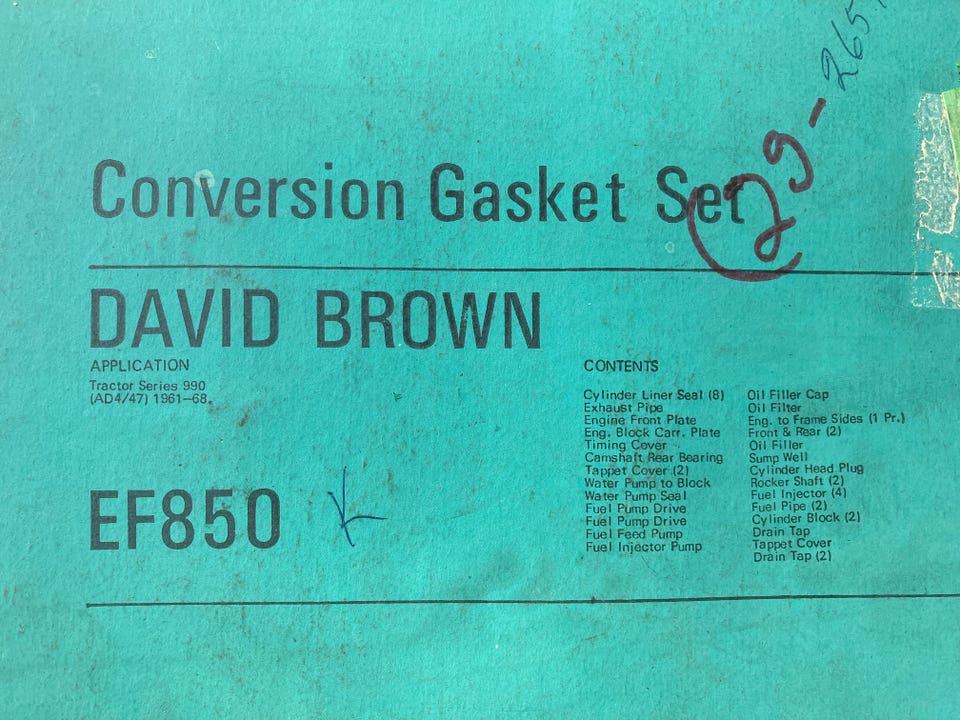 265
29-
Conversion Gasket Set
DAVID BROWN
APPLICATION
Tractor Series 990
(AD4/47) 1961–68.
EF850
CONTENTS
Cylinder Liner Seal (8)
Exhaust Pipe
Engine Front Plate
Eng. Block Carr. Plate
Timing Cover
Camshaft Rear Bearing
Tappet Cover (2)
Water Pump to Block
Water Pump Seal
Fuel Pump Drive
Fuel Pump Drive
Fuel Feed Pump
Fuel Injector Pump
Oil Filler Cap
Oil Filter
Eng. to Frame Sides (1 Pr.)
Front & Rear (2)
Oil Filler
Sump Well
Cylinder Head Plug
Rocker Shaft (2)
Fuel Injector (4)
Fuel Pipe (2)
Cylinder Block (2)
Drain Tap
Tappet Cover
Drain Tap (2)